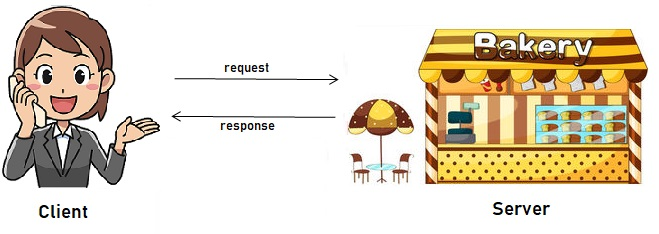 Bakery
request
response
Client
Server